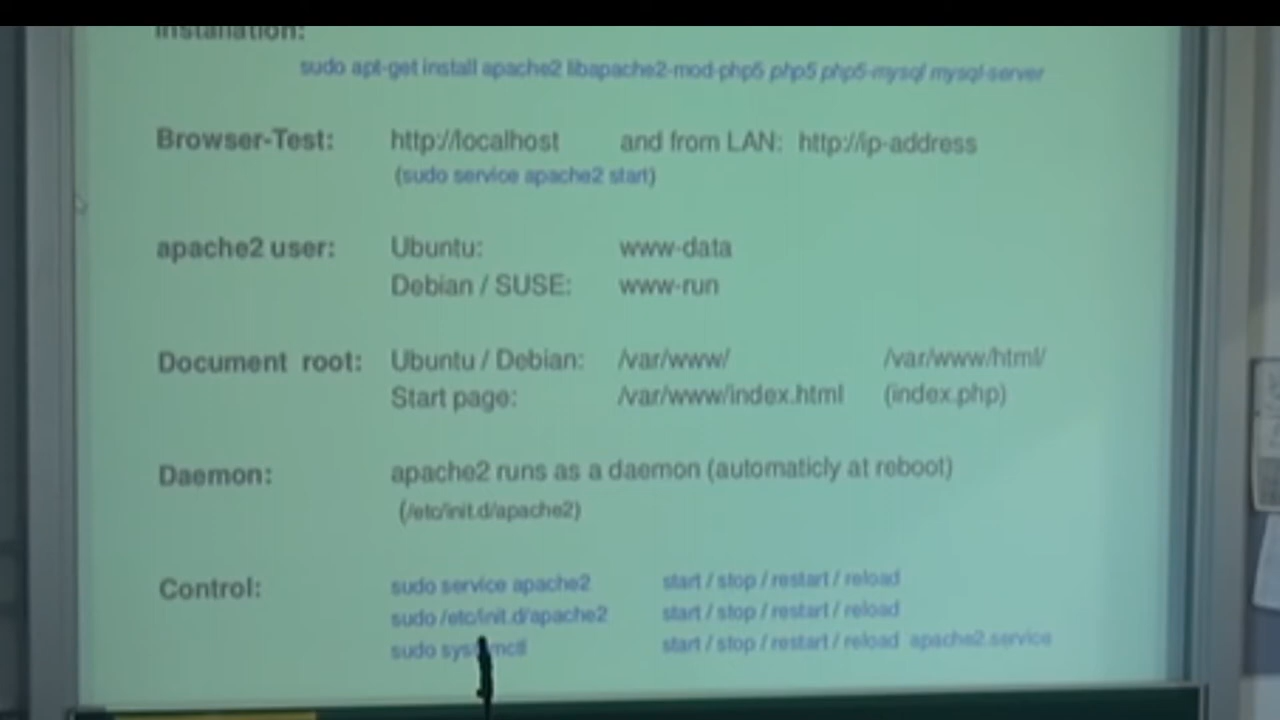 Installation:
sudo apt-get install apache2 libapache2-mod-php5 php5 php5-mysql mysql-server
Browser-Test: http://localhost and from LAN: http://ip-address
(sudo service apache2 start)
apache2 user: Ubuntu: www-data
Debian / SUSE: www-run
Document root: Ubuntu / Debian: /var/www/ /var/www/html/
Start page: /var/www/index.html (index.php)
Daemon: apache2 runs as a daemon (automaticly at reboot)
(/etc/init.d/apache2)
Control: sudo service apache2 start / stop / restart / reload
sudo /etc/init.d/apache2 start / stop / restart / reload
sudo systemctl start / stop / restart / reload apache2.service